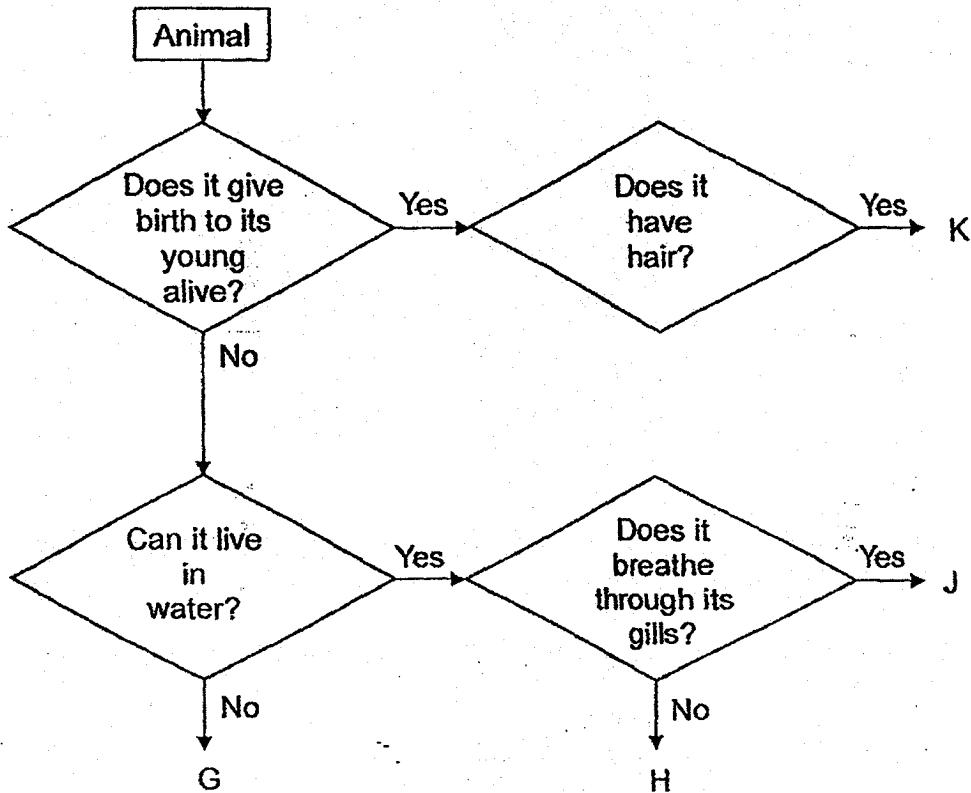 Animal
Does it give
birth to its
young
alive?
Yes
Does it
have
hair?
Yes
K
No
Can it live
in
water?
Yes
Does it
breathe
through its
gills?
Yes
J
No
No
G
H